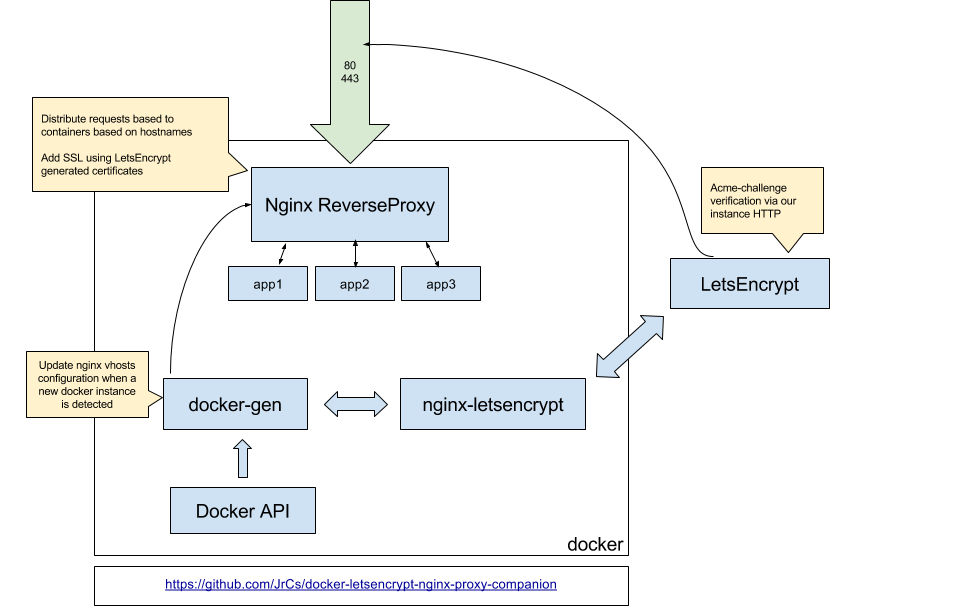 80
443
Distribute requests based to
containers based on hostnames
Add SSL using LetsEncrypt
generated certificates
Nginx ReverseProxy
Acme-challenge
verification via our
instance HTTP
app1
app2
app3
LetsEncrypt
Update nginx vhosts
configuration when a
new docker instance
is detected
docker-gen
nginx-letsencrypt
Docker API
docker
https://github.com/JrCs/docker-letsencrypt-nginx-proxy-companion